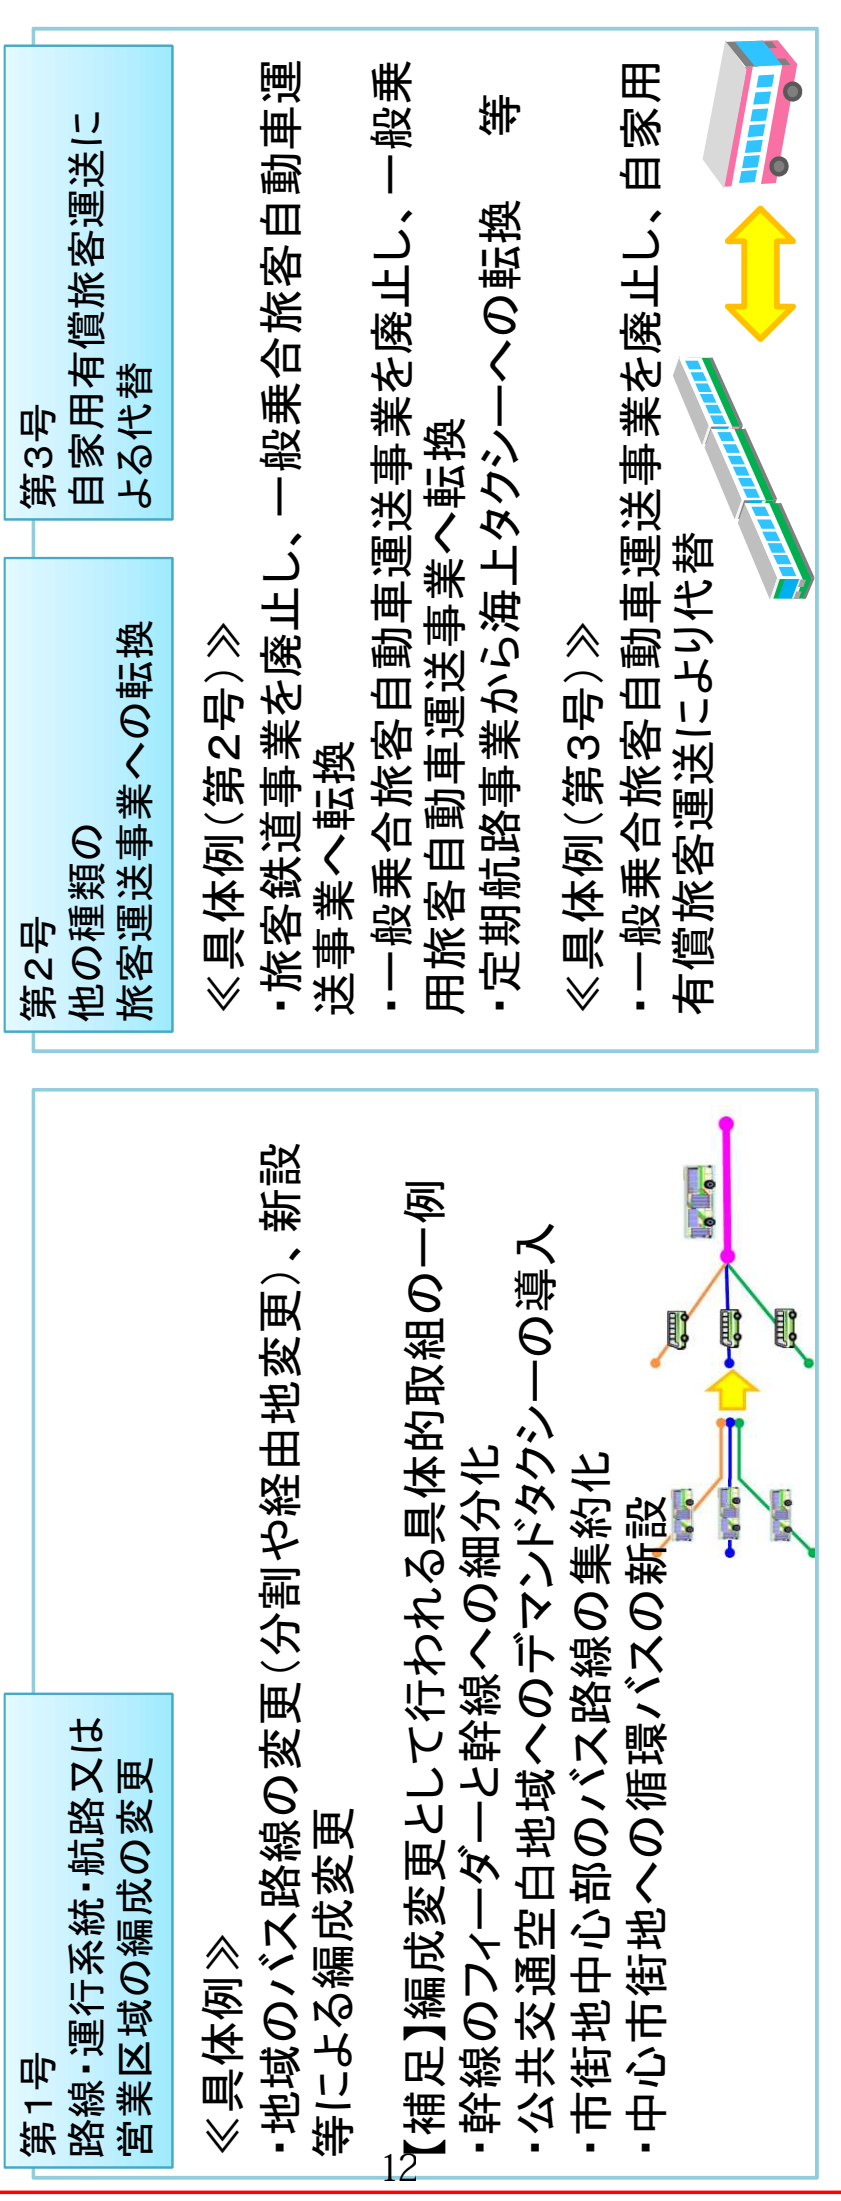 第1号
路線・運行系統・航路又は
営業区域の編成の変更
≪具体例≫
・地域のバス路線の変更（分割や経由地変更）、新設
等による編成変更
【補足】編成変更として行われる具体的取組の一例
・幹線のフィーダーと幹線への細分化
・公共交通空白地域へのデマンドタクシーの導入
・市街地中心部のバス路線の集約化
・中心市街地への循環バスの新設
第2号
他の種類の
旅客運送事業への転換
第3号
自家用有償旅客運送に
よる代替
≪具体例（第2号）≫
・旅客鉄道事業を廃止し、一般乗合旅客自動車運
送事業へ転換
・一般乗合旅客自動車運送事業を廃止し、一般乗
用旅客自動車運送事業へ転換
・定期航路事業から海上タクシーへの転換　等
≪具体例（第3号）≫
・一般乗合旅客自動車運送事業を廃止し、自家用
有償旅客運送により代替
12